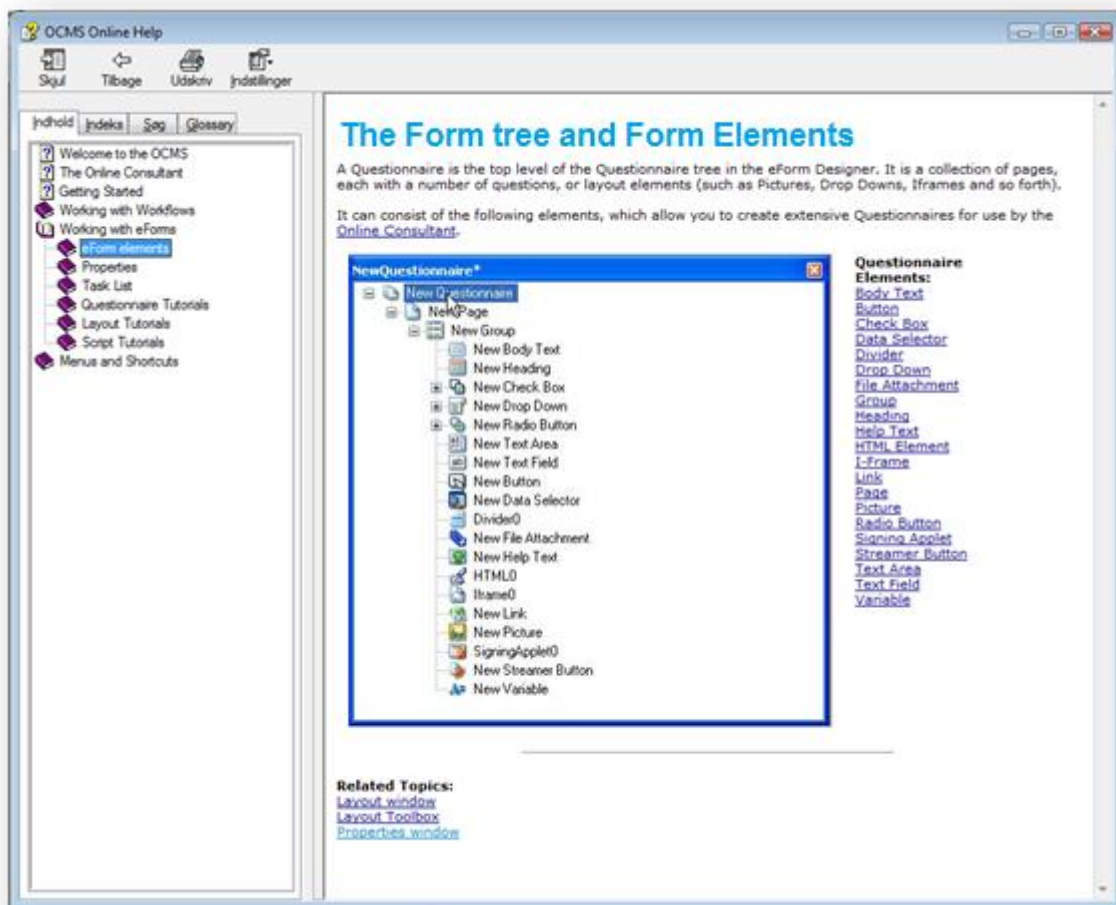 OCMS Online Help
Skjul
Tilbage
Udskriv
Indstillinger
Indhold
Indeks
Søg
Glossary
Welcome to the OCMS
The Online Consultant
Getting Started
Working with Workflows
Working with eForms
eForm elements
Properties
Task List
Questionnaire Tutorials
Layout Tutorials
Script Tutorials
Menus and Shortcuts
The Form tree and Form Elements
A Questionnaire is the top level of the Questionnaire tree in the eForm Designer. It is a collection of pages,
each with a number of questions, or layout elements (such as Pictures, Drop Downs, Iframes and so forth).
It can consist of the following elements, which allow you to create extensive Questionnaires for use by the
Online Consultant.
NewQuestionnaire*
New Questionnaire
New Page
New Group
New Body Text
New Heading
New Check Box
New Drop Down
New Radio Button
New Text Area
New Text Field
New Button
New Data Selector
Divider0
New File Attachment
New Help Text
HTML0
Iframe0
New Link
New Picture
SigningApplet0
New Streamer Button
New Variable
Questionnaire
Elements:
Body Text
Button
Check Box
Data Selector
Divider
Drop Down
File Attachment
Group
Heading
Help Text
HTML Element
I-Frame
Link
Page
Picture
Radio Button
Signing Applet
Streamer Button
Text Area
Text Field
Variable
Related Topics:
Layout window
Layout Toolbox
Properties window